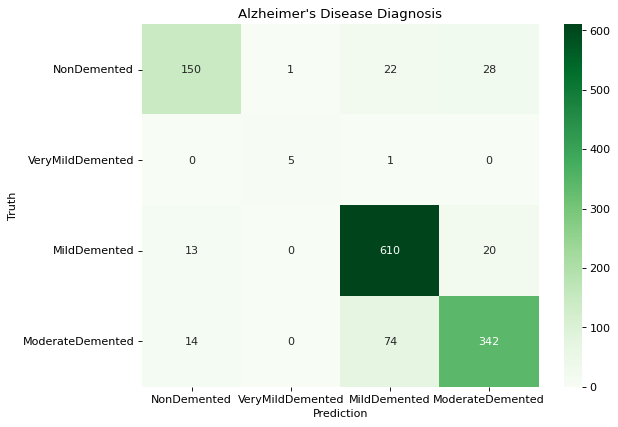 Alzheimer's Disease Diagnosis
NonDemented 150 1 22 28
VeryMildDemented 0 5 1 0
MildDemented 13 0 610 20
ModerateDemented 14 0 74 342
NonDemented VeryMildDemented MildDemented ModerateDemented
Prediction
Truth
600
500
400
300
200
100
0